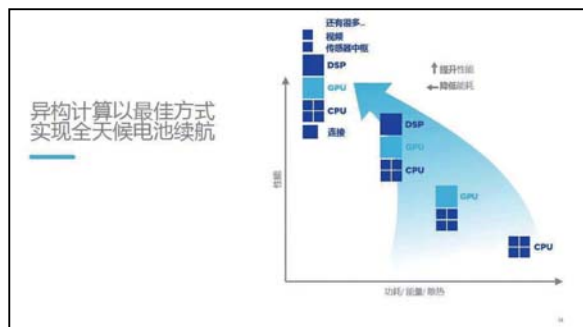 异构计算以最佳方式
实现全天候电池续航
还有很多..
视频
传感器中枢
DSP
GPU
CPU
连接
↑提升性能
←降低能耗
DSP
GPU
CPU
GPU
CPU
性能
功耗/能量/散热